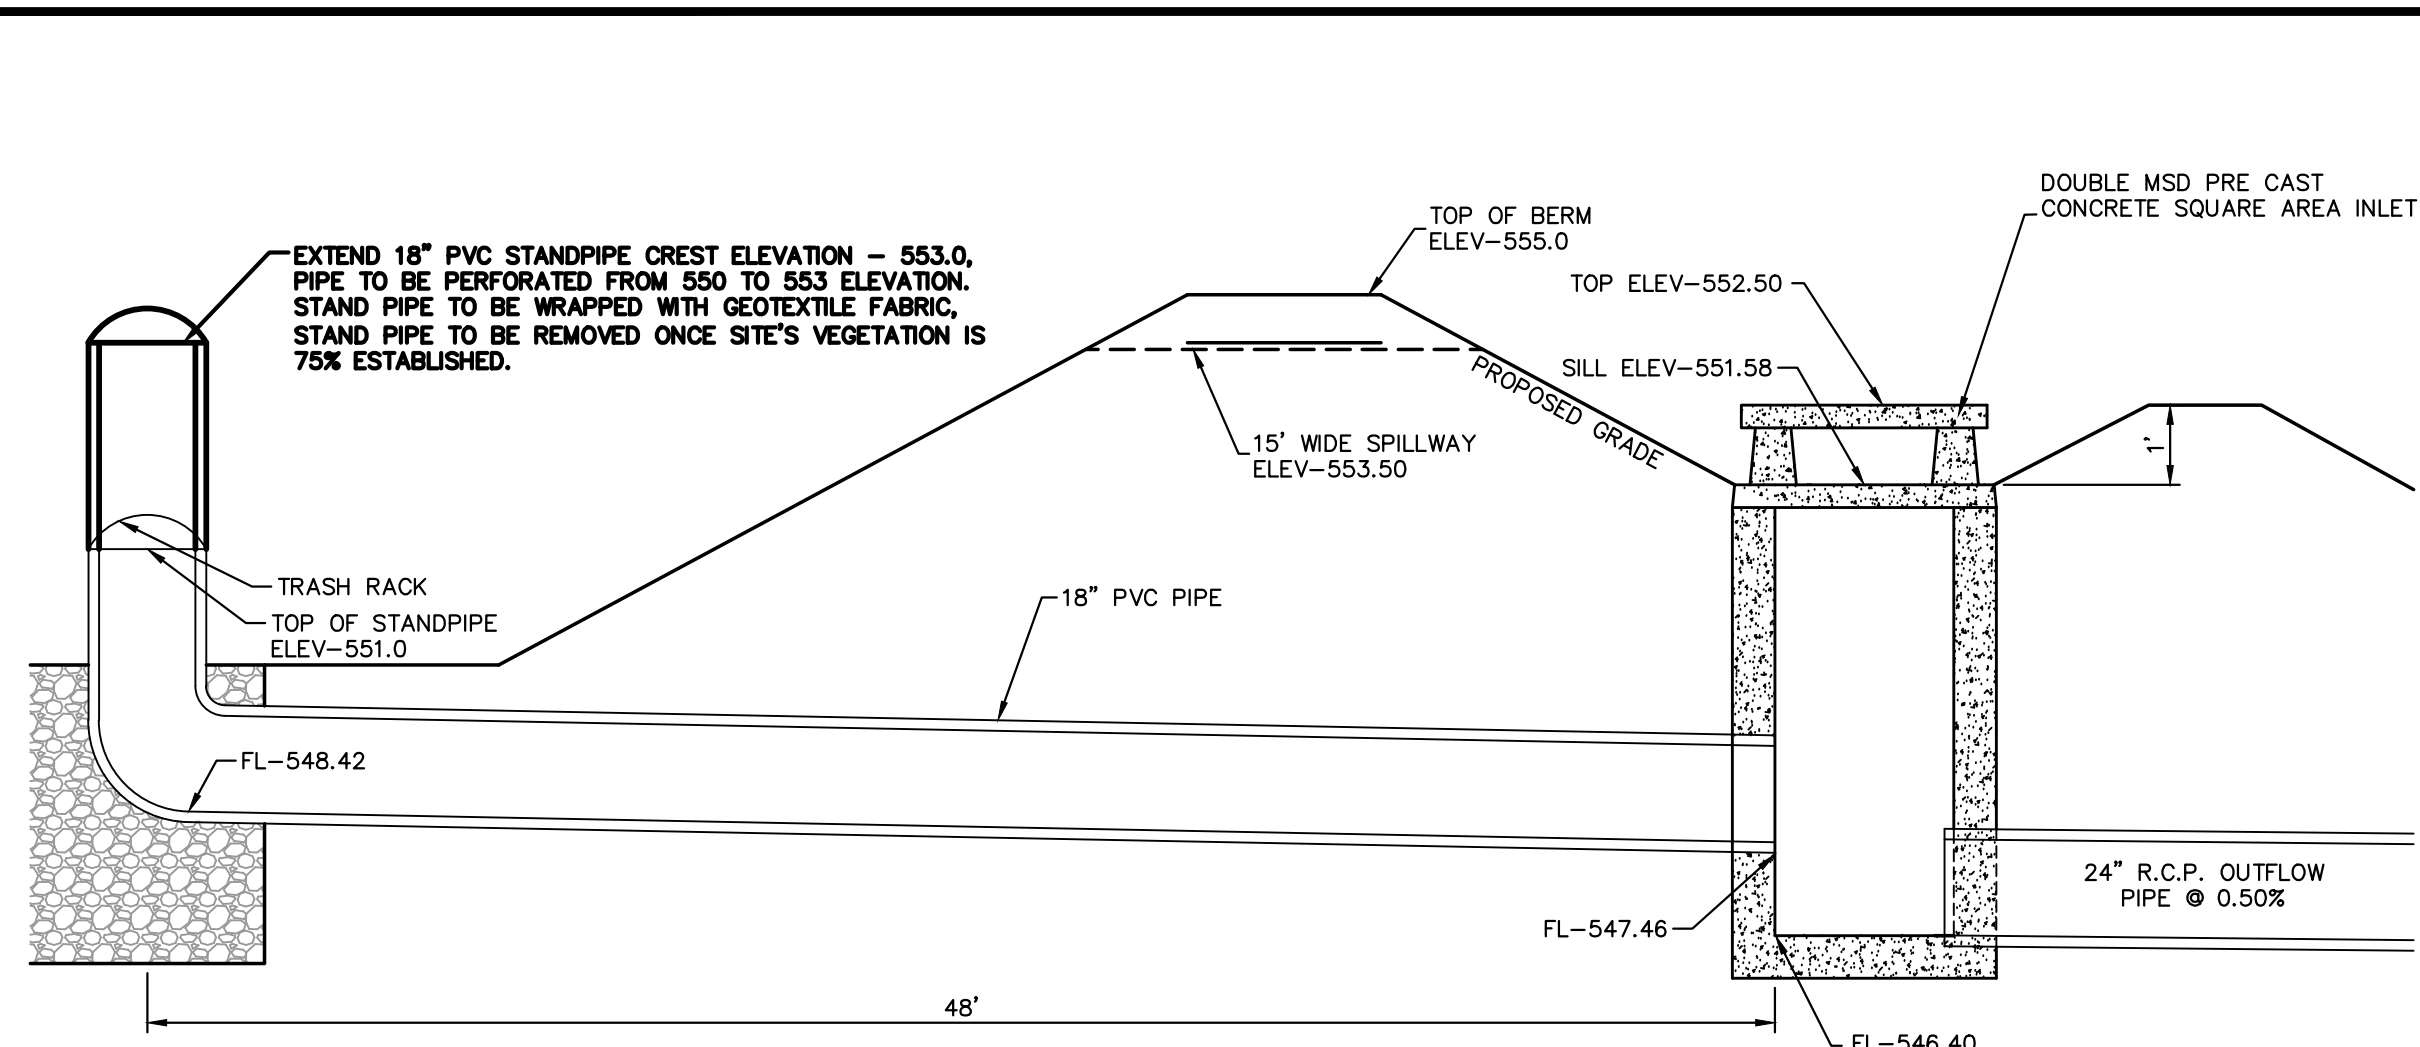 DOUBLE MSD PRE CAST
CONCRETE SQUARE AREA INLET
TOP OF BERM
ELEV-555.0
EXTEND 18" PVC STANDPIPE CREST ELEVATION - 553.0,
PIPE TO BE PERFORATED FROM 550 TO 553 ELEVATION.
STAND PIPE TO BE WRAPPED WITH GEOTEXTILE FABRIC,
STAND PIPE TO BE REMOVED ONCE SITE'S VEGETATION IS
75% ESTABLISHED.
TOP ELEV-552.50
SILL ELEV-551.58
PROPOSED GRADE
15' WIDE SPILLWAY
ELEV-553.50
1'
TRASH RACK
TOP OF STANDPIPE
ELEV-551.0
18" PVC PIPE
FL-548.42
24" R.C.P. OUTFLOW
PIPE @ 0.50%
FL-547.46
48'
FL-546.40